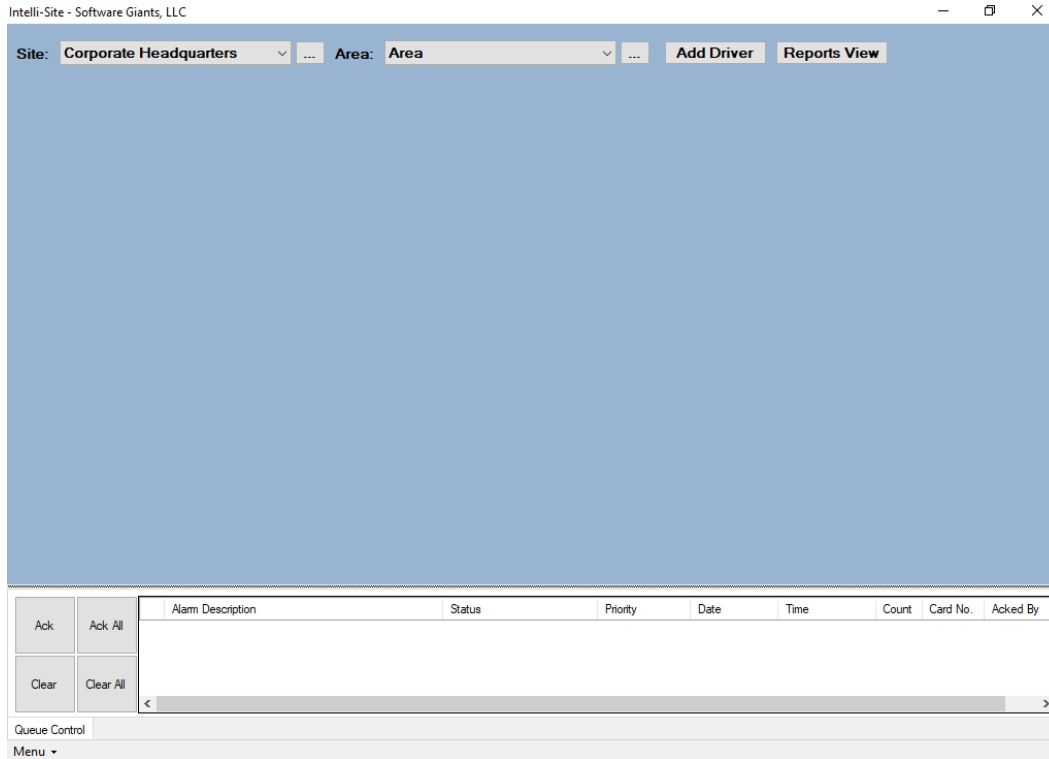 Intelli-Site - Software Giants, LLC
Site: Corporate Headquarters ... Area: Area ... Add Driver Reports View
Alarm Description Status Priority Date Time Count Card No. Acked By
Ack Ack All
Clear Clear All
Queue Control
Menu